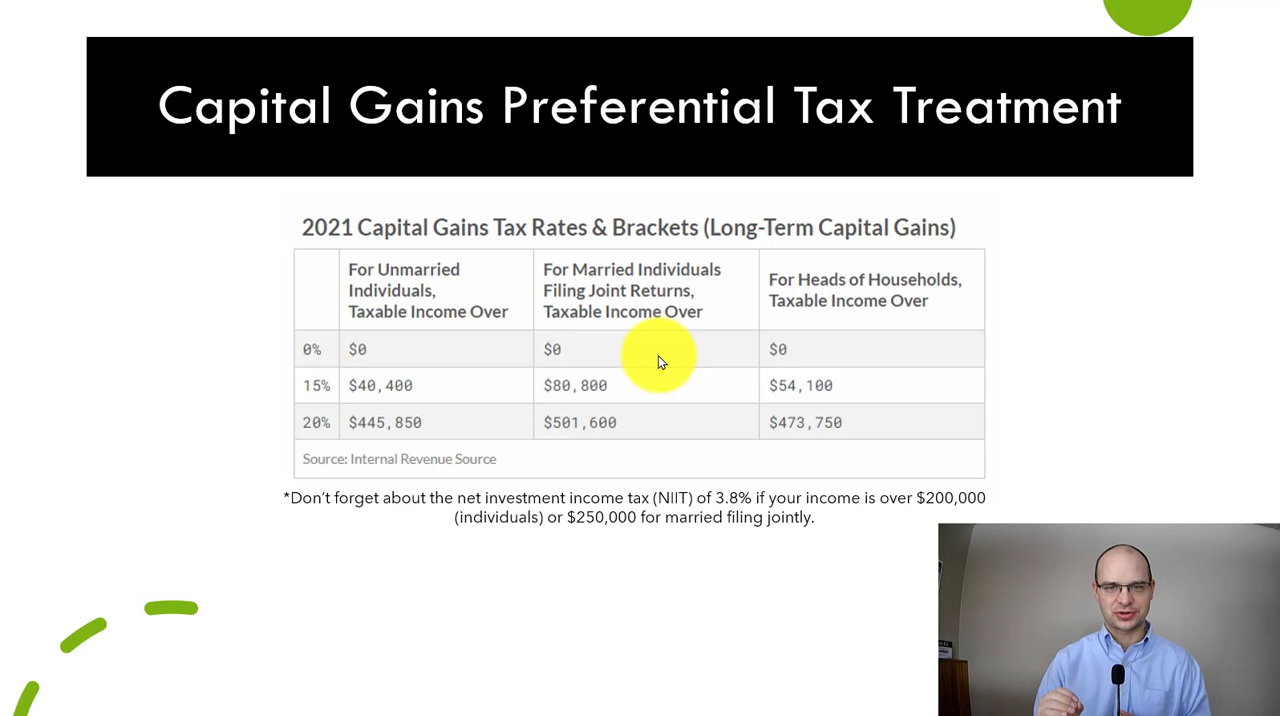 Capital Gains Preferential Tax Treatment
2021 Capital Gains Tax Rates & Brackets (Long-Term Capital Gains)
For Unmarried
Individuals,
Taxable Income Over
For Married Individuals
Filing Joint Returns,
Taxable Income Over
For Heads of Households,
Taxable Income Over
0% $0 $0 $0
15% $40,400 $80,800 $54,100
20% $445,850 $501,600 $473,750
Source: Internal Revenue Source
*Don't forget about the net investment income tax (NIIT) of 3.8% if your income is over $200,000
(individuals) or $250,000 for married filing jointly.